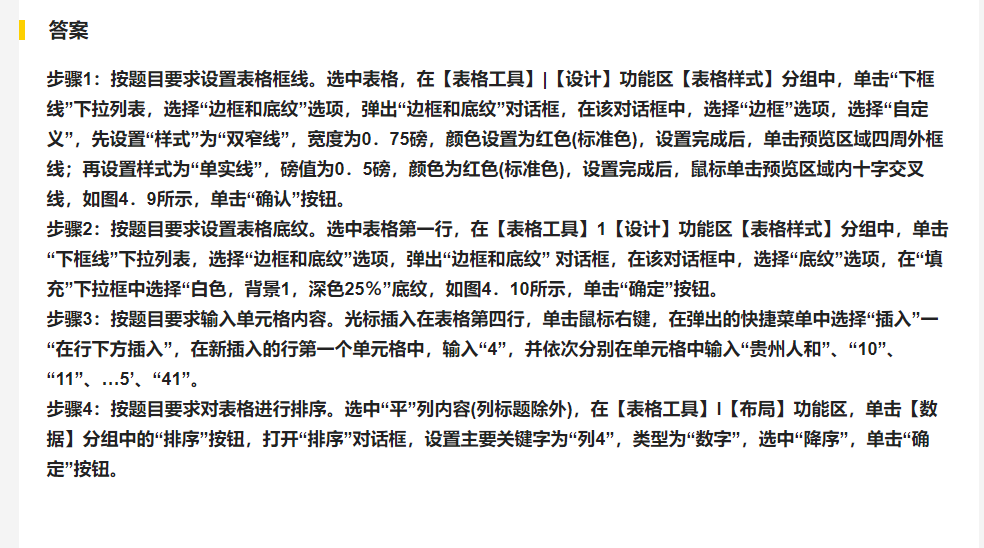 答案
步骤1：按题目要求设置表格框线。选中表格，在【表格工具】|【设计】功能区【表格样式】分组中，单击“下框
线”下拉列表，选择“边框和底纹”选项，弹出“边框和底纹”对话框，在该对话框中，选择“边框”选项，选择“自定
义”，先设置“样式”为“双窄线”，宽度为0．75磅，颜色设置为红色(标准色)，设置完成后，单击预览区域四周外框
线；再设置样式为“单实线”，磅值为0．5磅，颜色为红色(标准色)，设置完成后，鼠标单击预览区域内十字交叉
线，如图4．9所示，单击“确认”按钮。
步骤2：按题目要求设置表格底纹。选中表格第一行，在【表格工具】1【设计】功能区【表格样式】分组中，单击
“下框线”下拉列表，选择“边框和底纹”选项，弹出“边框和底纹” 对话框，在该对话框中，选择“底纹”选项，在“填
充”下拉框中选择“白色，背景1，深色25％”底纹，如图4．10所示，单击“确定”按钮。
步骤3：按题目要求输入单元格内容。光标插入在表格第四行，单击鼠标右键，在弹出的快捷菜单中选择“插入”一
“在行下方插入”，在新插入的行第一个单元格中，输入“4”，并依次分别在单元格中输入“贵州人和”、“10”、
“11”、…5’、“41”。
步骤4：按题目要求对表格进行排序。选中“平”列内容(列标题除外)，在【表格工具】l【布局】功能区，单击【数
据】分组中的“排序”按钮，打开“排序”对话框，设置主要关键字为“列4”，类型为“数字”，选中“降序”，单击“确
定”按钮。